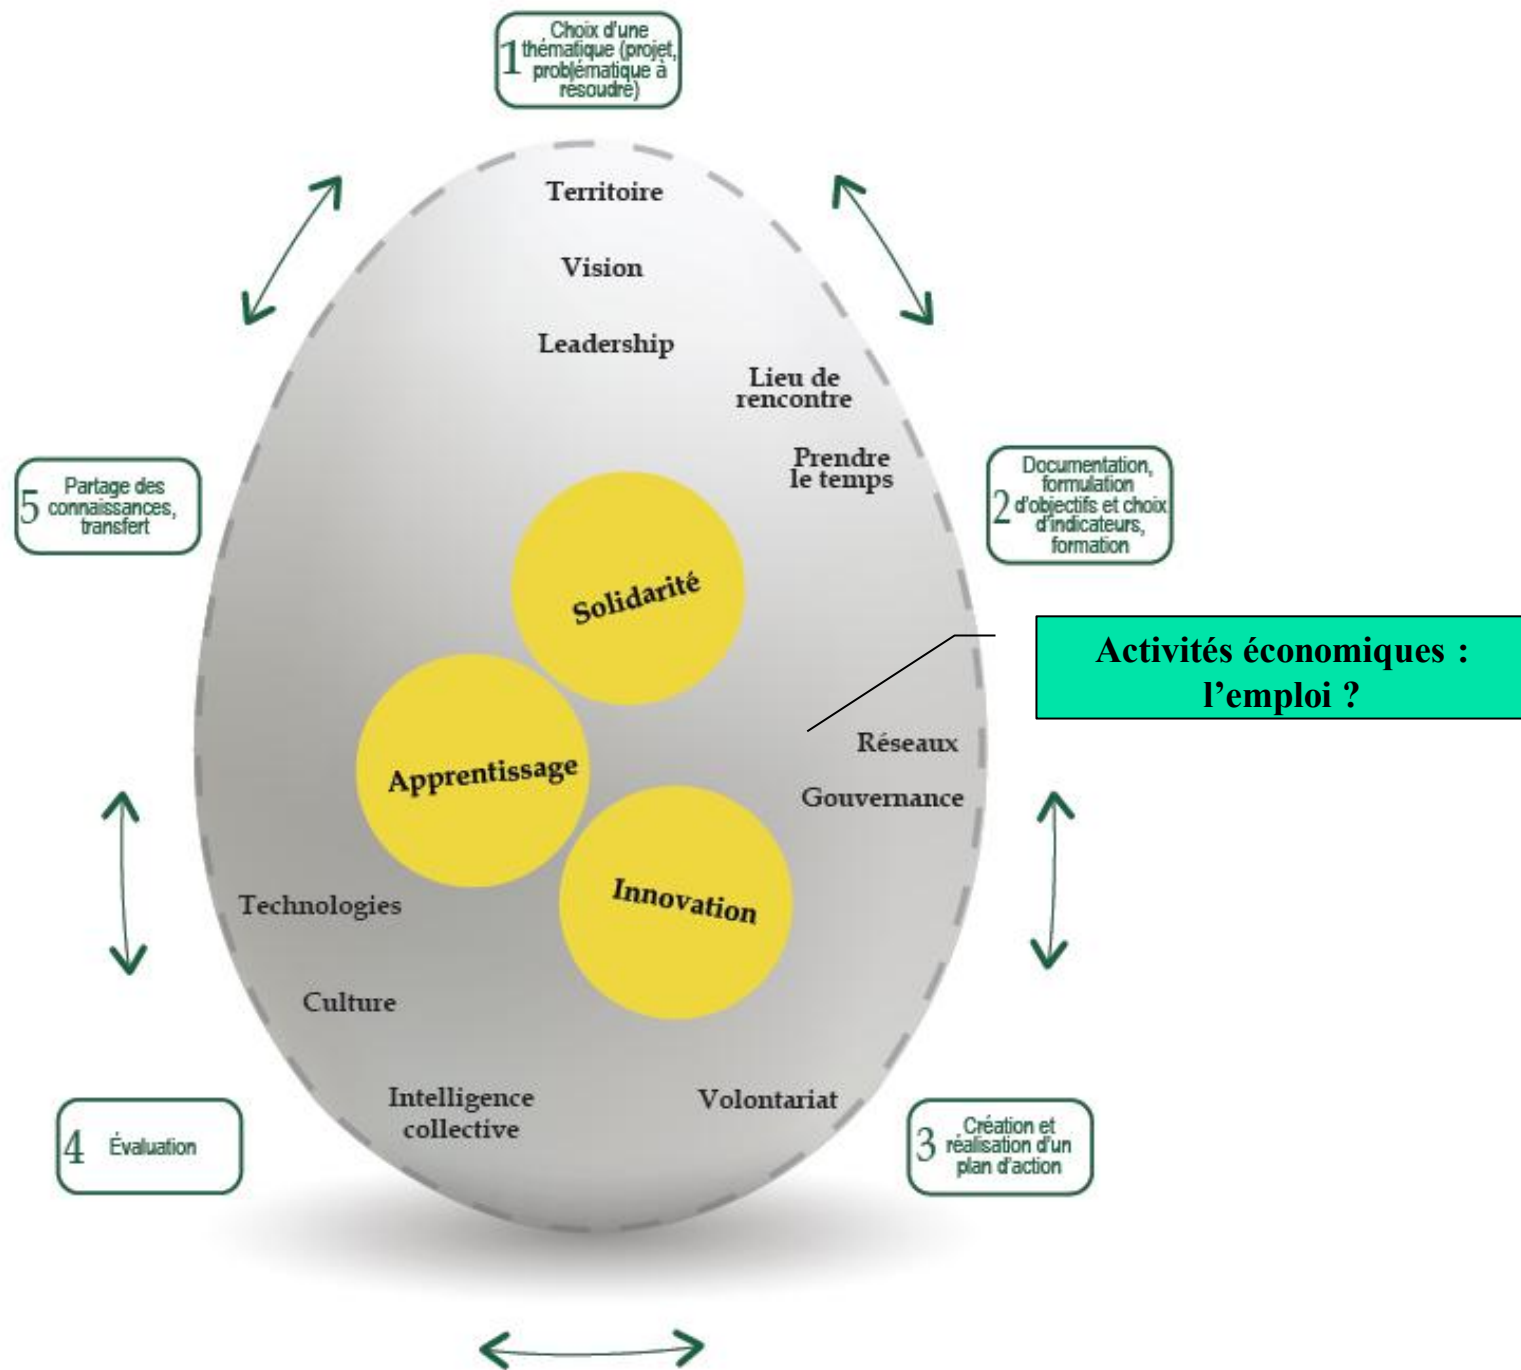 1
Choix d'une
thématique (projet,
problématique à
resoudre)
Territoire
Vision
Leadership
Lieu de
rencontre
Prendre
le temps
5
Partage des
connaissances,
transfert
2
Documentation,
formulation
d'objectifs et choix
d'indicateurs,
formation
Solidarité
Activités économiques :
l'emploi ?
Réseaux
Apprentissage
Gouvernance
Innovation
Technologies
Culture
Intelligence
collective
Volontariat
4 Évaluation
3
Création et
réalisation d'un
plan d'action